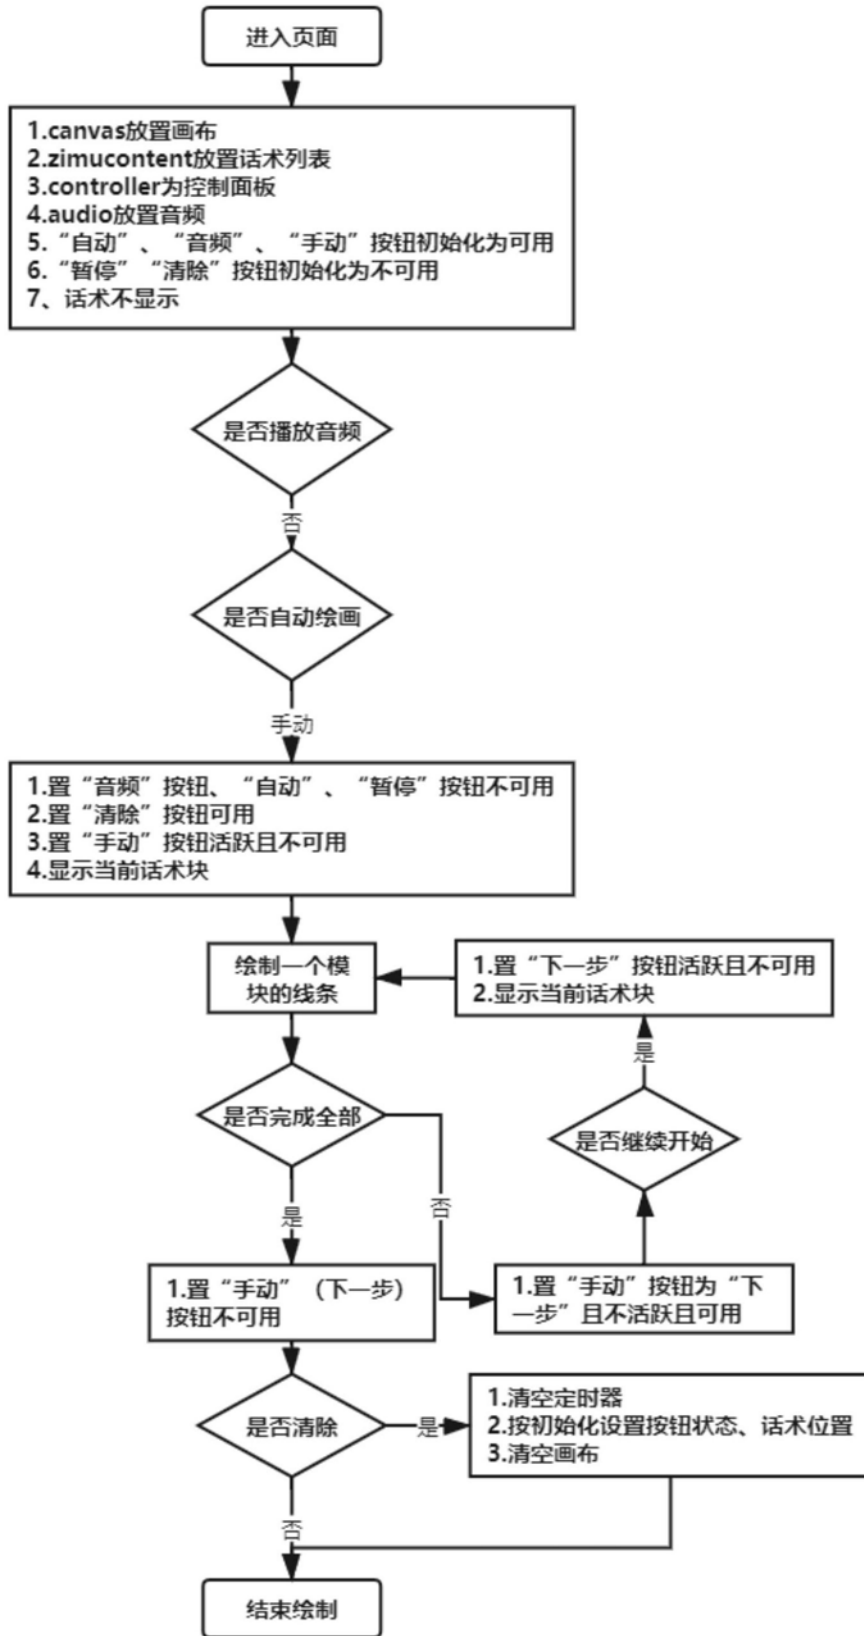 进入页面
1.canvas放置画布
2.zimucontent放置话术列表
3.controller为控制面板
4.audio放置音频
5.“自动”、“音频”、“手动”按钮初始化为可用
6.“暂停”“清除”按钮初始化为不可用
7、话术不显示
是否播放音频
否
是否自动绘画
手动
1.置“音频”按钮、“自动”、“暂停”按钮不可用
2.置“清除”按钮可用
3.置“手动”按钮活跃且不可用
4.显示当前话术块
绘制一个模
块的线条
1.置“下一步”按钮活跃且不可用
2.显示当前话术块
是
是否完成全部
是否继续开始
是
否
1.置“手动”（下一步）
按钮不可用
1.置“手动”按钮为“下
一步”且不活跃且可用
是否清除
是
1.清空定时器
2.按初始化设置按钮状态、话术位置
3.清空画布
否
结束绘制